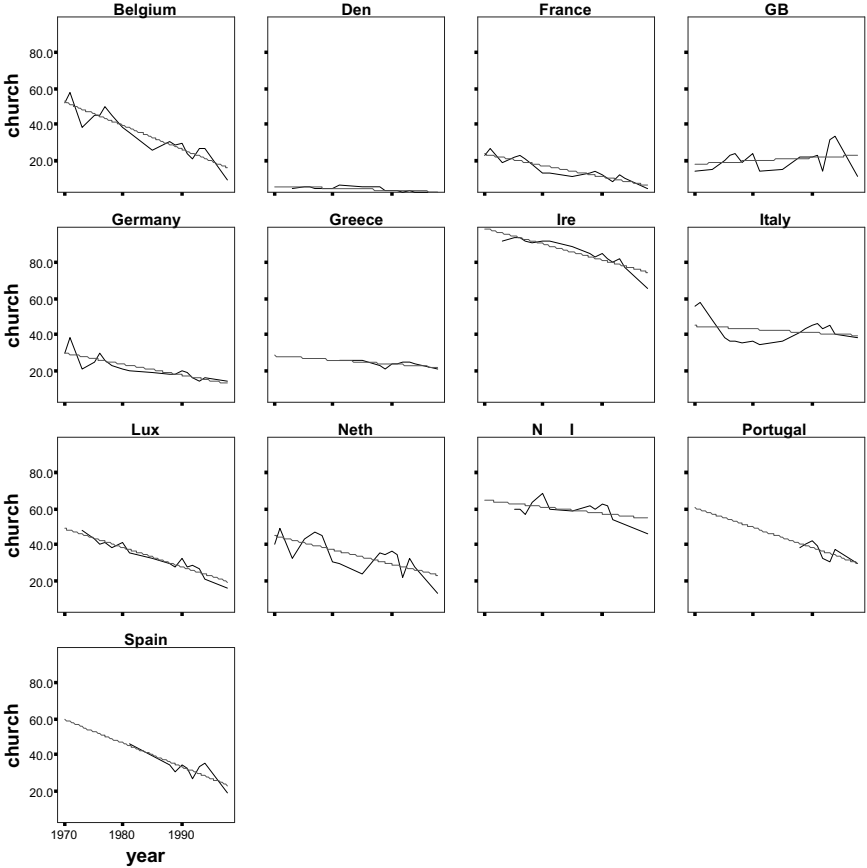 Belgium Den France GB
church 80.0 60.0 40.0 20.0
Germany Greece Ire Italy
church 80.0 60.0 40.0 20.0
Lux Neth N I Portugal
church 80.0 60.0 40.0 20.0
Spain
church 80.0 60.0 40.0 20.0
1970 1980 1990
year